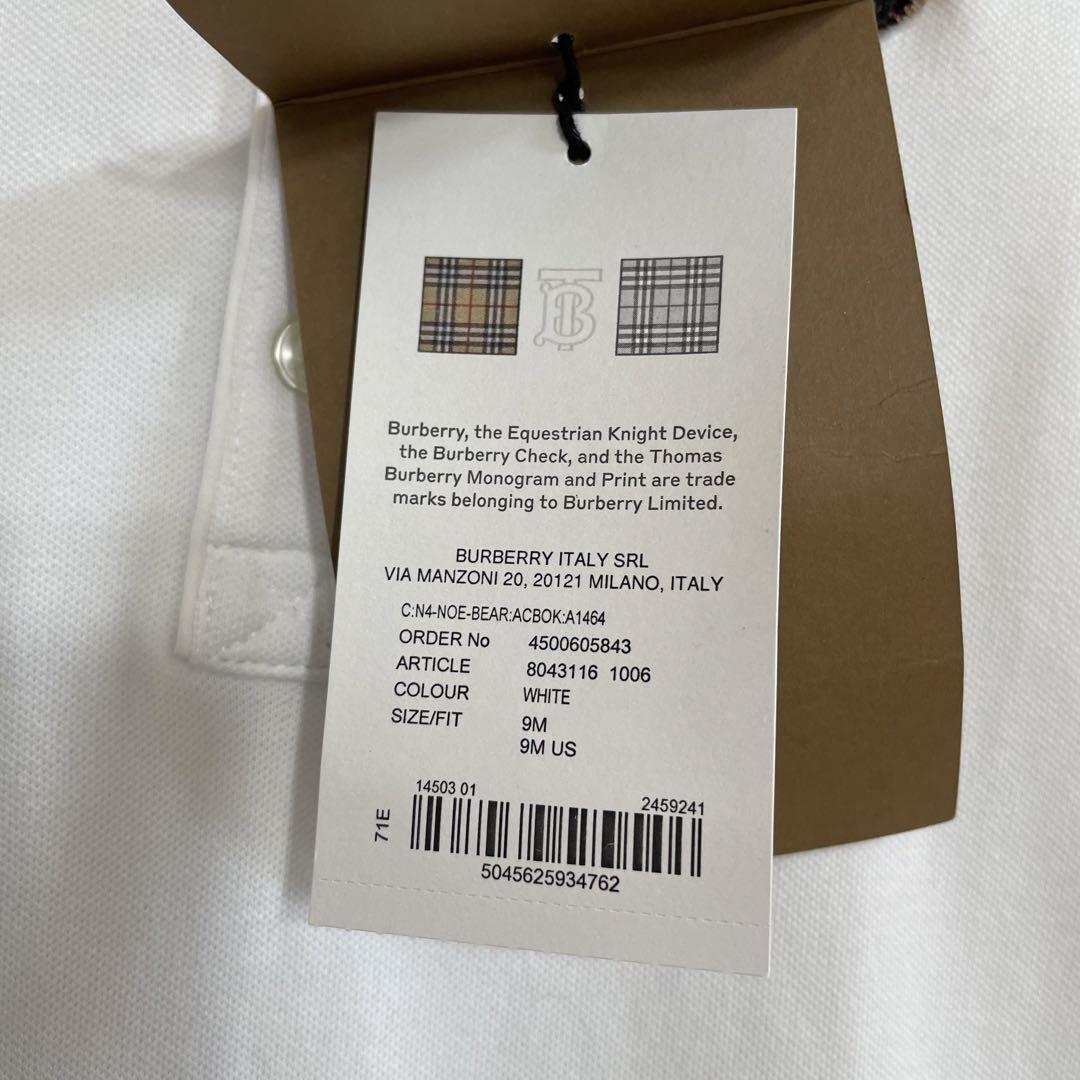 Burberry, the Equestrian Knight Device,
the Burberry Check, and the Thomas
Burberry Monogram and Print are trade
marks belonging to Burberry Limited.
BURBERRY ITALY SRL
VIA MANZONI 20, 20121 MILANO, ITALY
C:N4-NOE-BEAR:ACBOK:A1464
ORDER No 4500605843
ARTICLE 8043116 1006
COLOUR WHITE
SIZE/FIT 9M
9M US
14503 01 2459241
71E
5045625934762